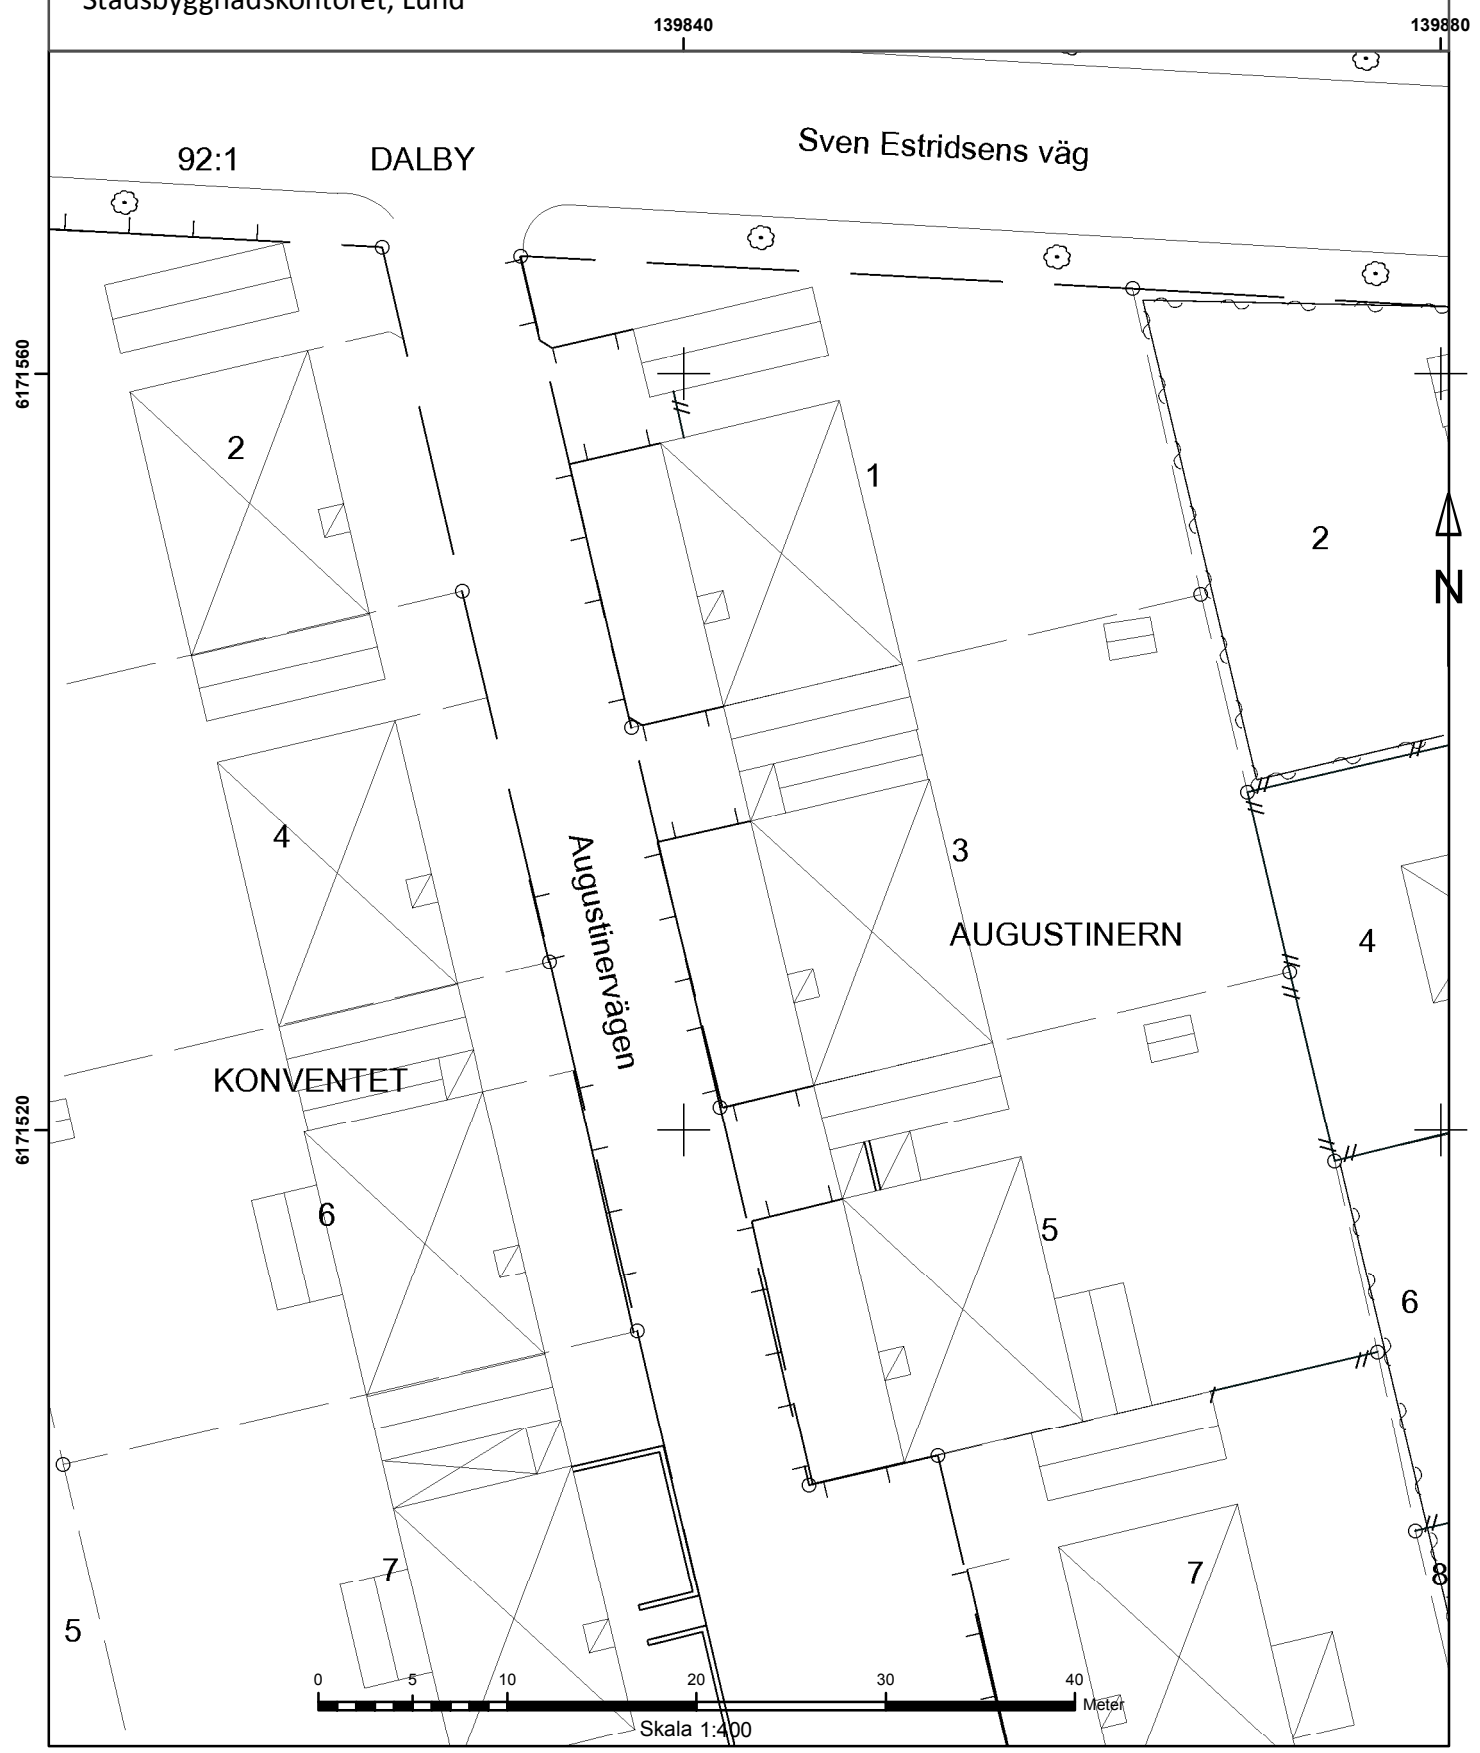 Stadsbyggnadskontoret, Lund
139840
139880
Sven Estridsens väg
92:1
DALBY
6171560
2
1
2
N
4
3
Augustinervägen
AUGUSTINERN
4
KONVENTET
6171520
6
5
6
7
7
8
5
0 5 10 20 30 40
Meter
Skala 1:400